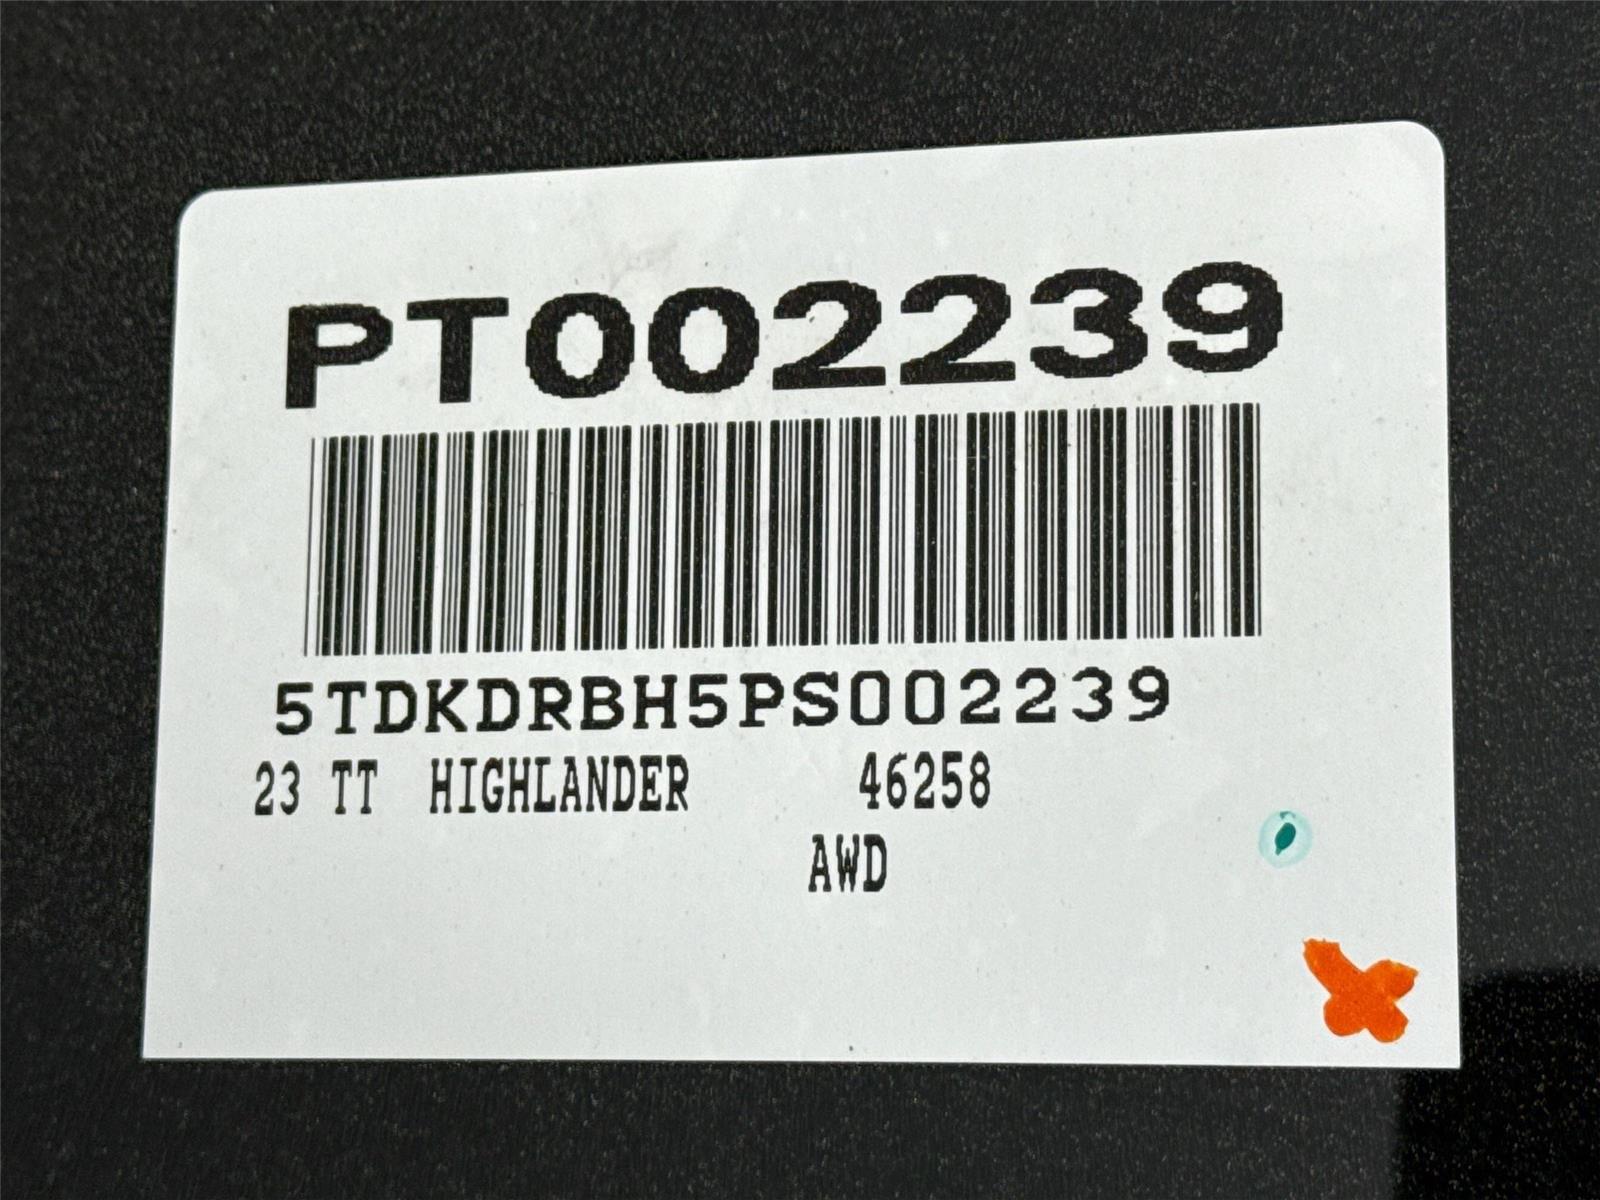 PT002239
5TDKDRBH5PS002239
23 TT HIGHLANDER 46258
AWD